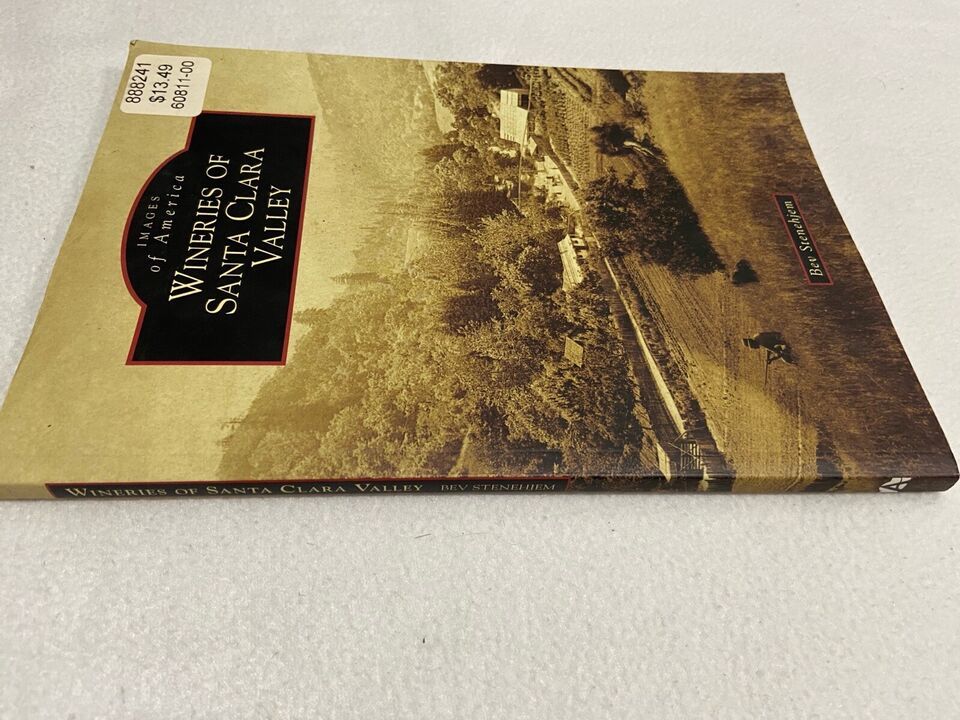 888241
$13.49
60811-00
IMAGES
of America
WINERIES OF
SANTA CLARA
VALLEY
Bev Stenehjem
WINERIES OF SANTA CLARA VALLEY BEV STENEHJEM